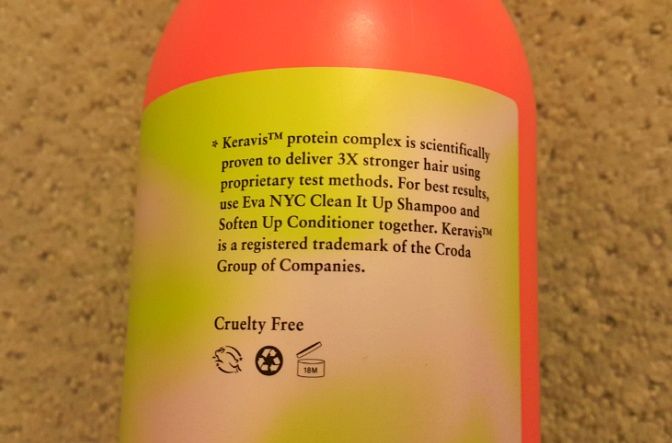 * Keravis™ protein complex is scientifically
proven to deliver 3X stronger hair using
proprietary test methods. For best results,
use Eva NYC Clean It Up Shampoo and
Soften Up Conditioner together. Keravis™
is a registered trademark of the Croda
Group of Companies.
Cruelty Free
18M